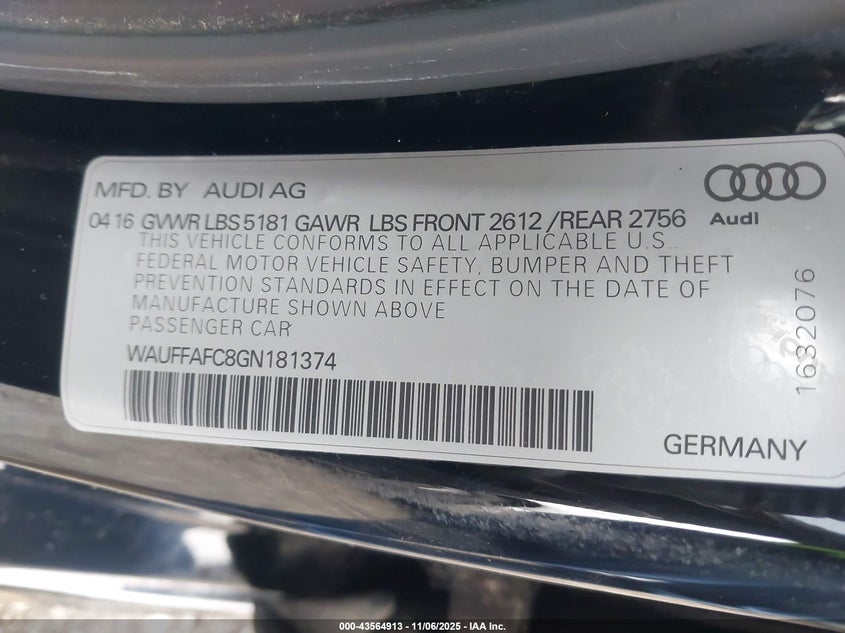 MFD. BY AUDI AG
Audi
04 16 GVWR LBS 5181 GAWR LBS FRONT 2612 /REAR 2756
THIS VEHICLE CONFORMS TO ALL APPLICABLE U.S.
FEDERAL MOTOR VEHICLE SAFETY, BUMPER AND THEFT
PREVENTION STANDARDS IN EFFECT ON THE DATE OF
MANUFACTURE SHOWN ABOVE
PASSENGER CAR
WAUFFAFC8GN181374
1632076
GERMANY
000-43564913 - 11/06/2025 - IAA Inc.